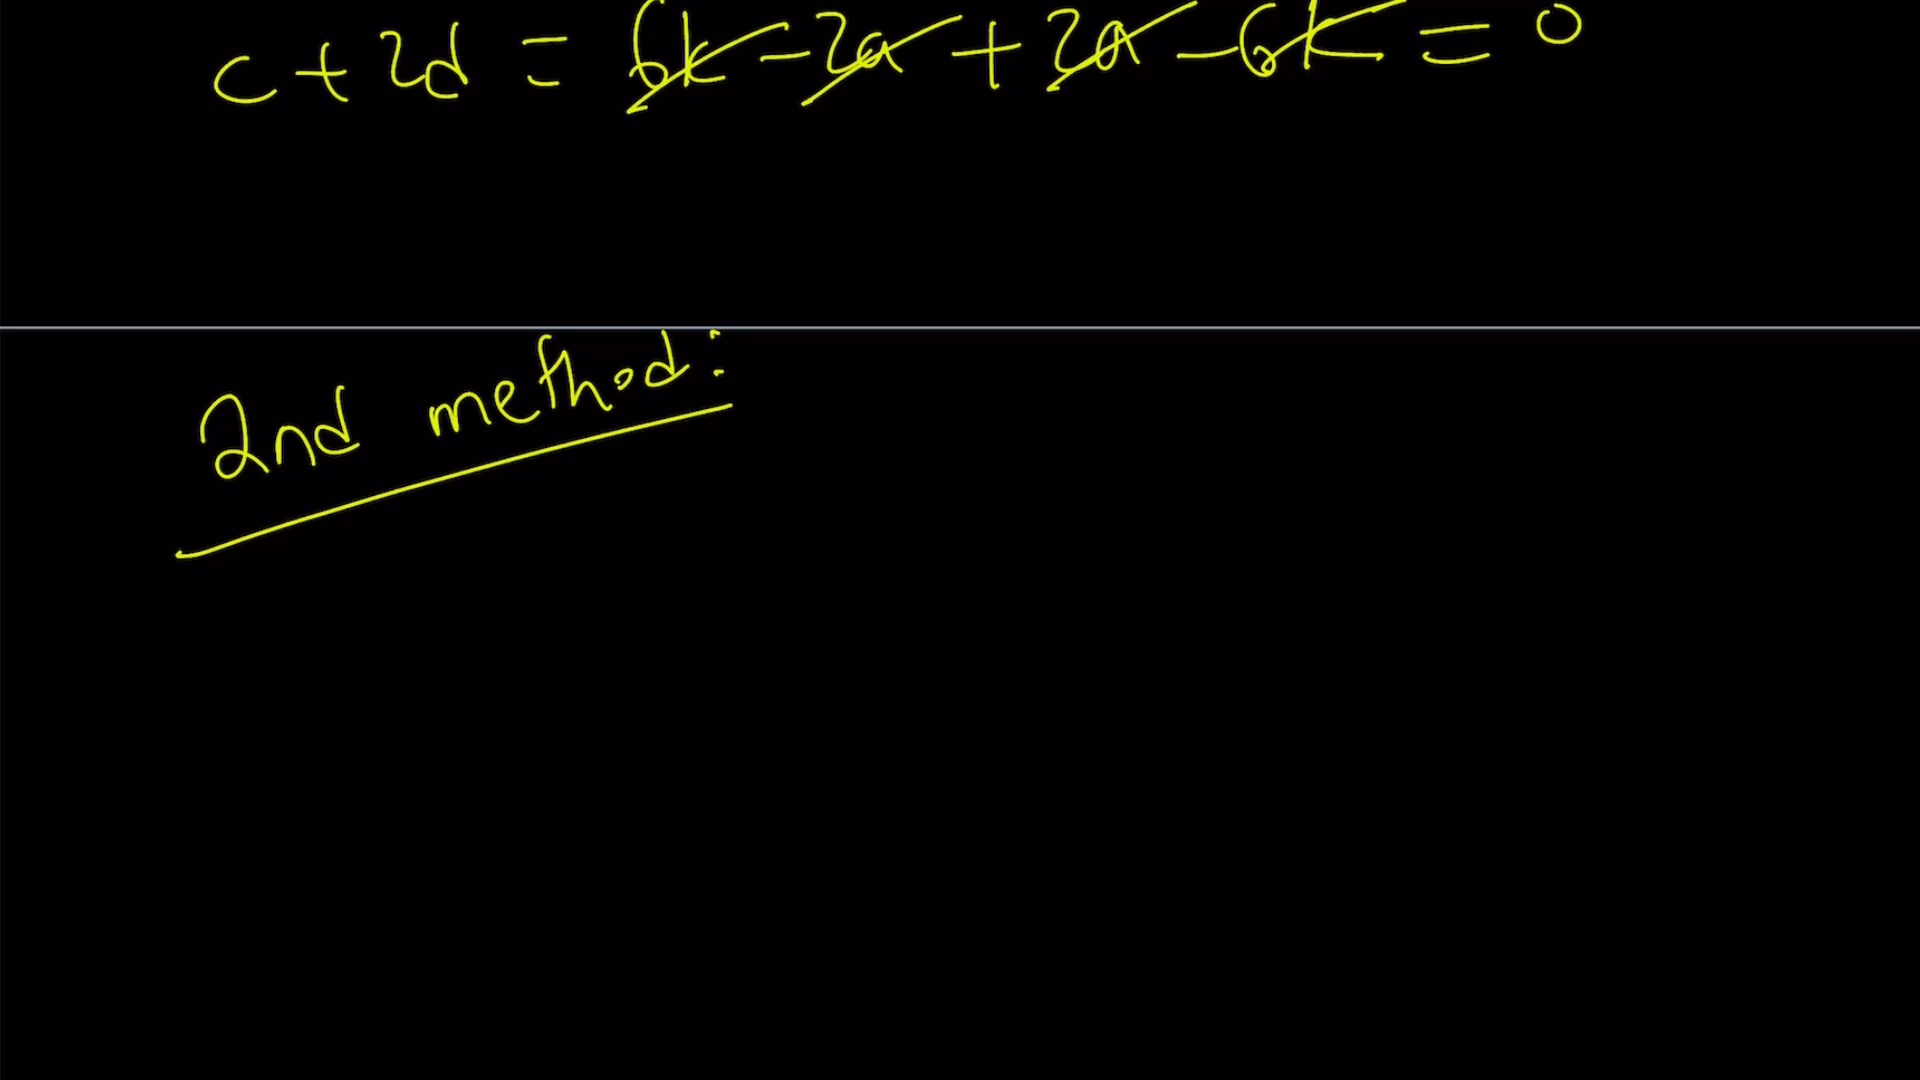 c + 2d = 6k - 2a + 2a - 6k = 0
2nd method: